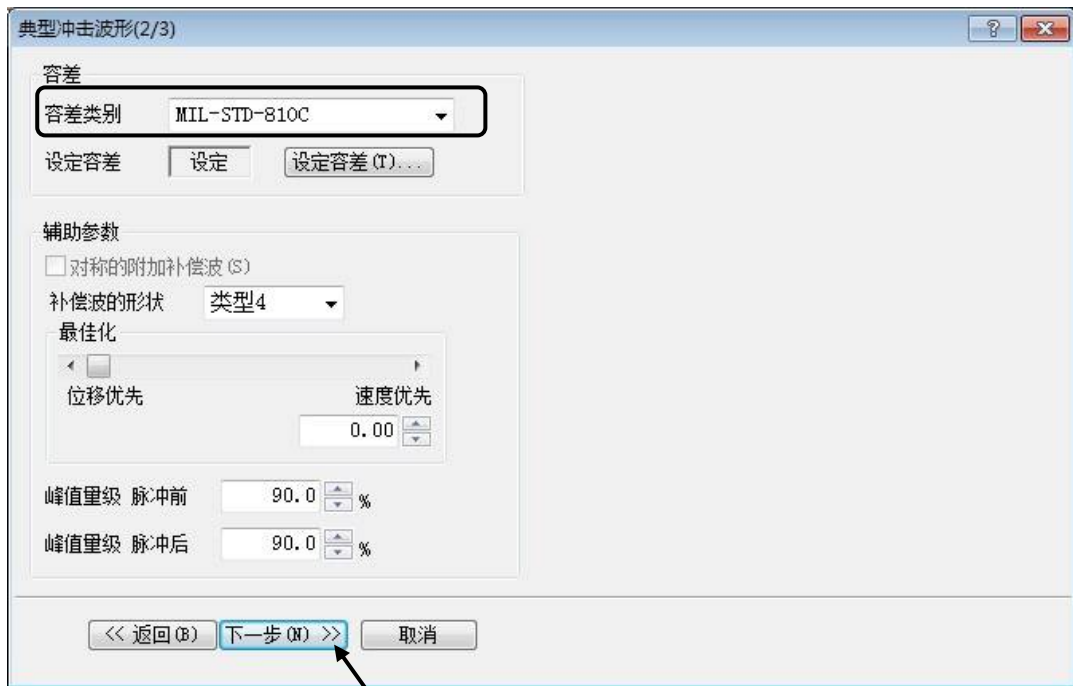 典型冲击波形(2/3)
容差
容差类别 MIL-STD-810C
设定容差 设定 设定容差(T)...
辅助参数
对称的附加补偿波(S)
补偿波的形状 类型4
最佳化
位移优先 速度优先
0.00
峰值量级 脉冲前 90.0 %
峰值量级 脉冲后 90.0 %
<< 返回(B) 下一步(N) >> 取消